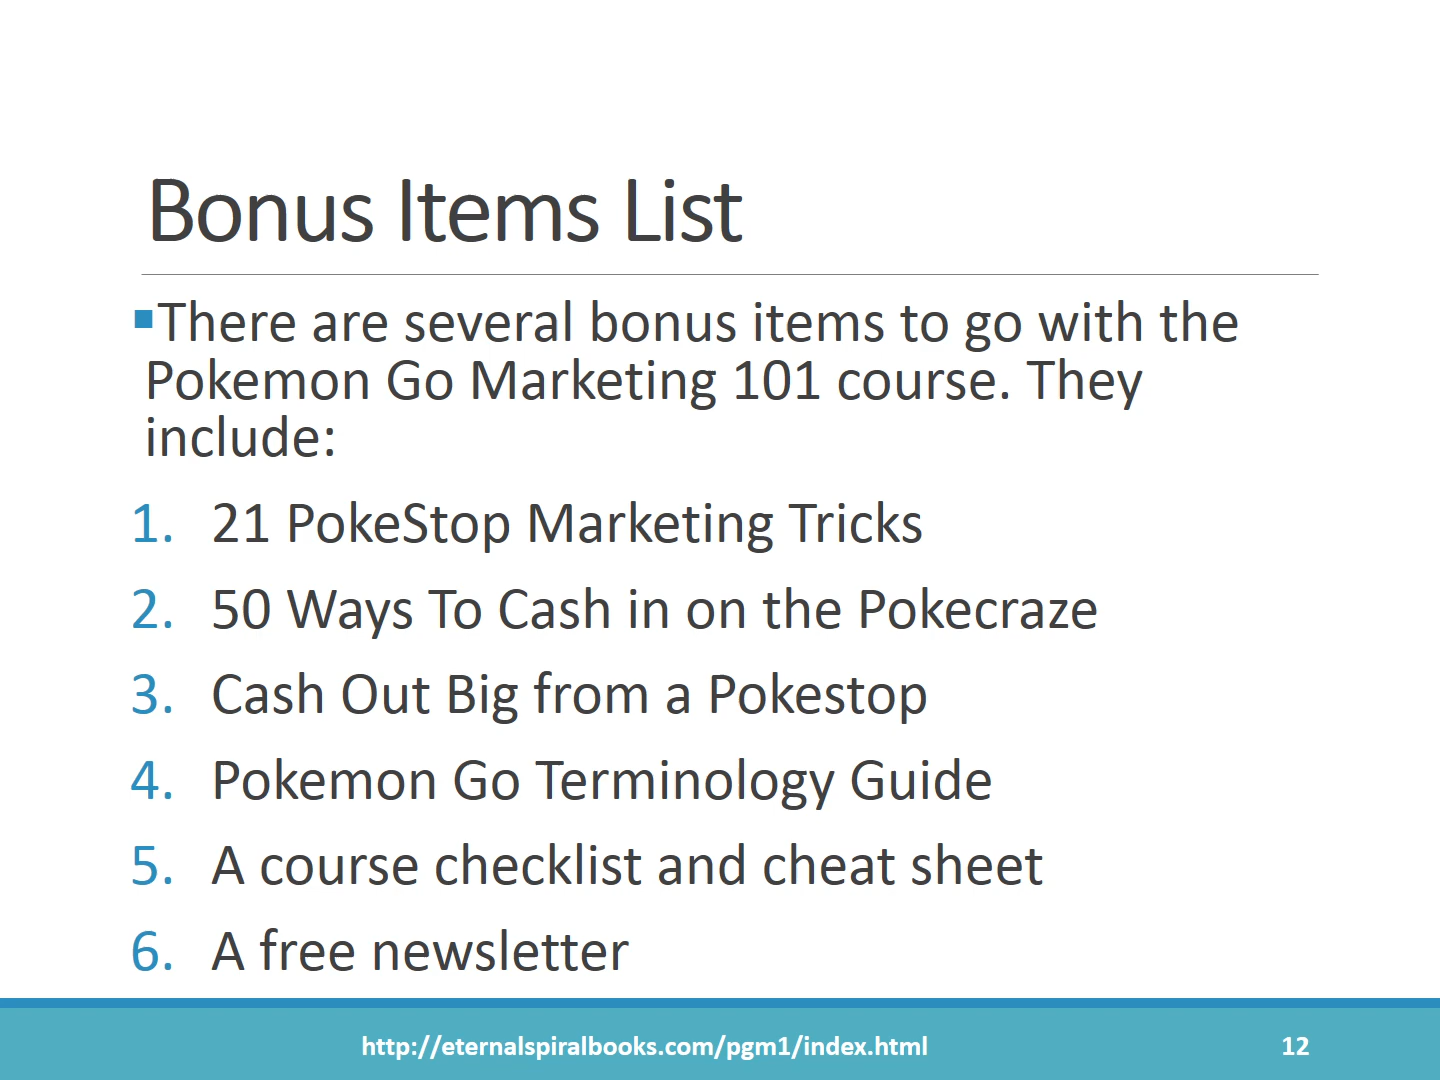 Bonus Items List
▪There are several bonus items to go with the
Pokemon Go Marketing 101 course. They
include:
1. 21 PokeStop Marketing Tricks
2. 50 Ways To Cash in on the Pokecraze
3. Cash Out Big from a Pokestop
4. Pokemon Go Terminology Guide
5. A course checklist and cheat sheet
6. A free newsletter
http://eternalspiralbooks.com/pgm1/index.html 12